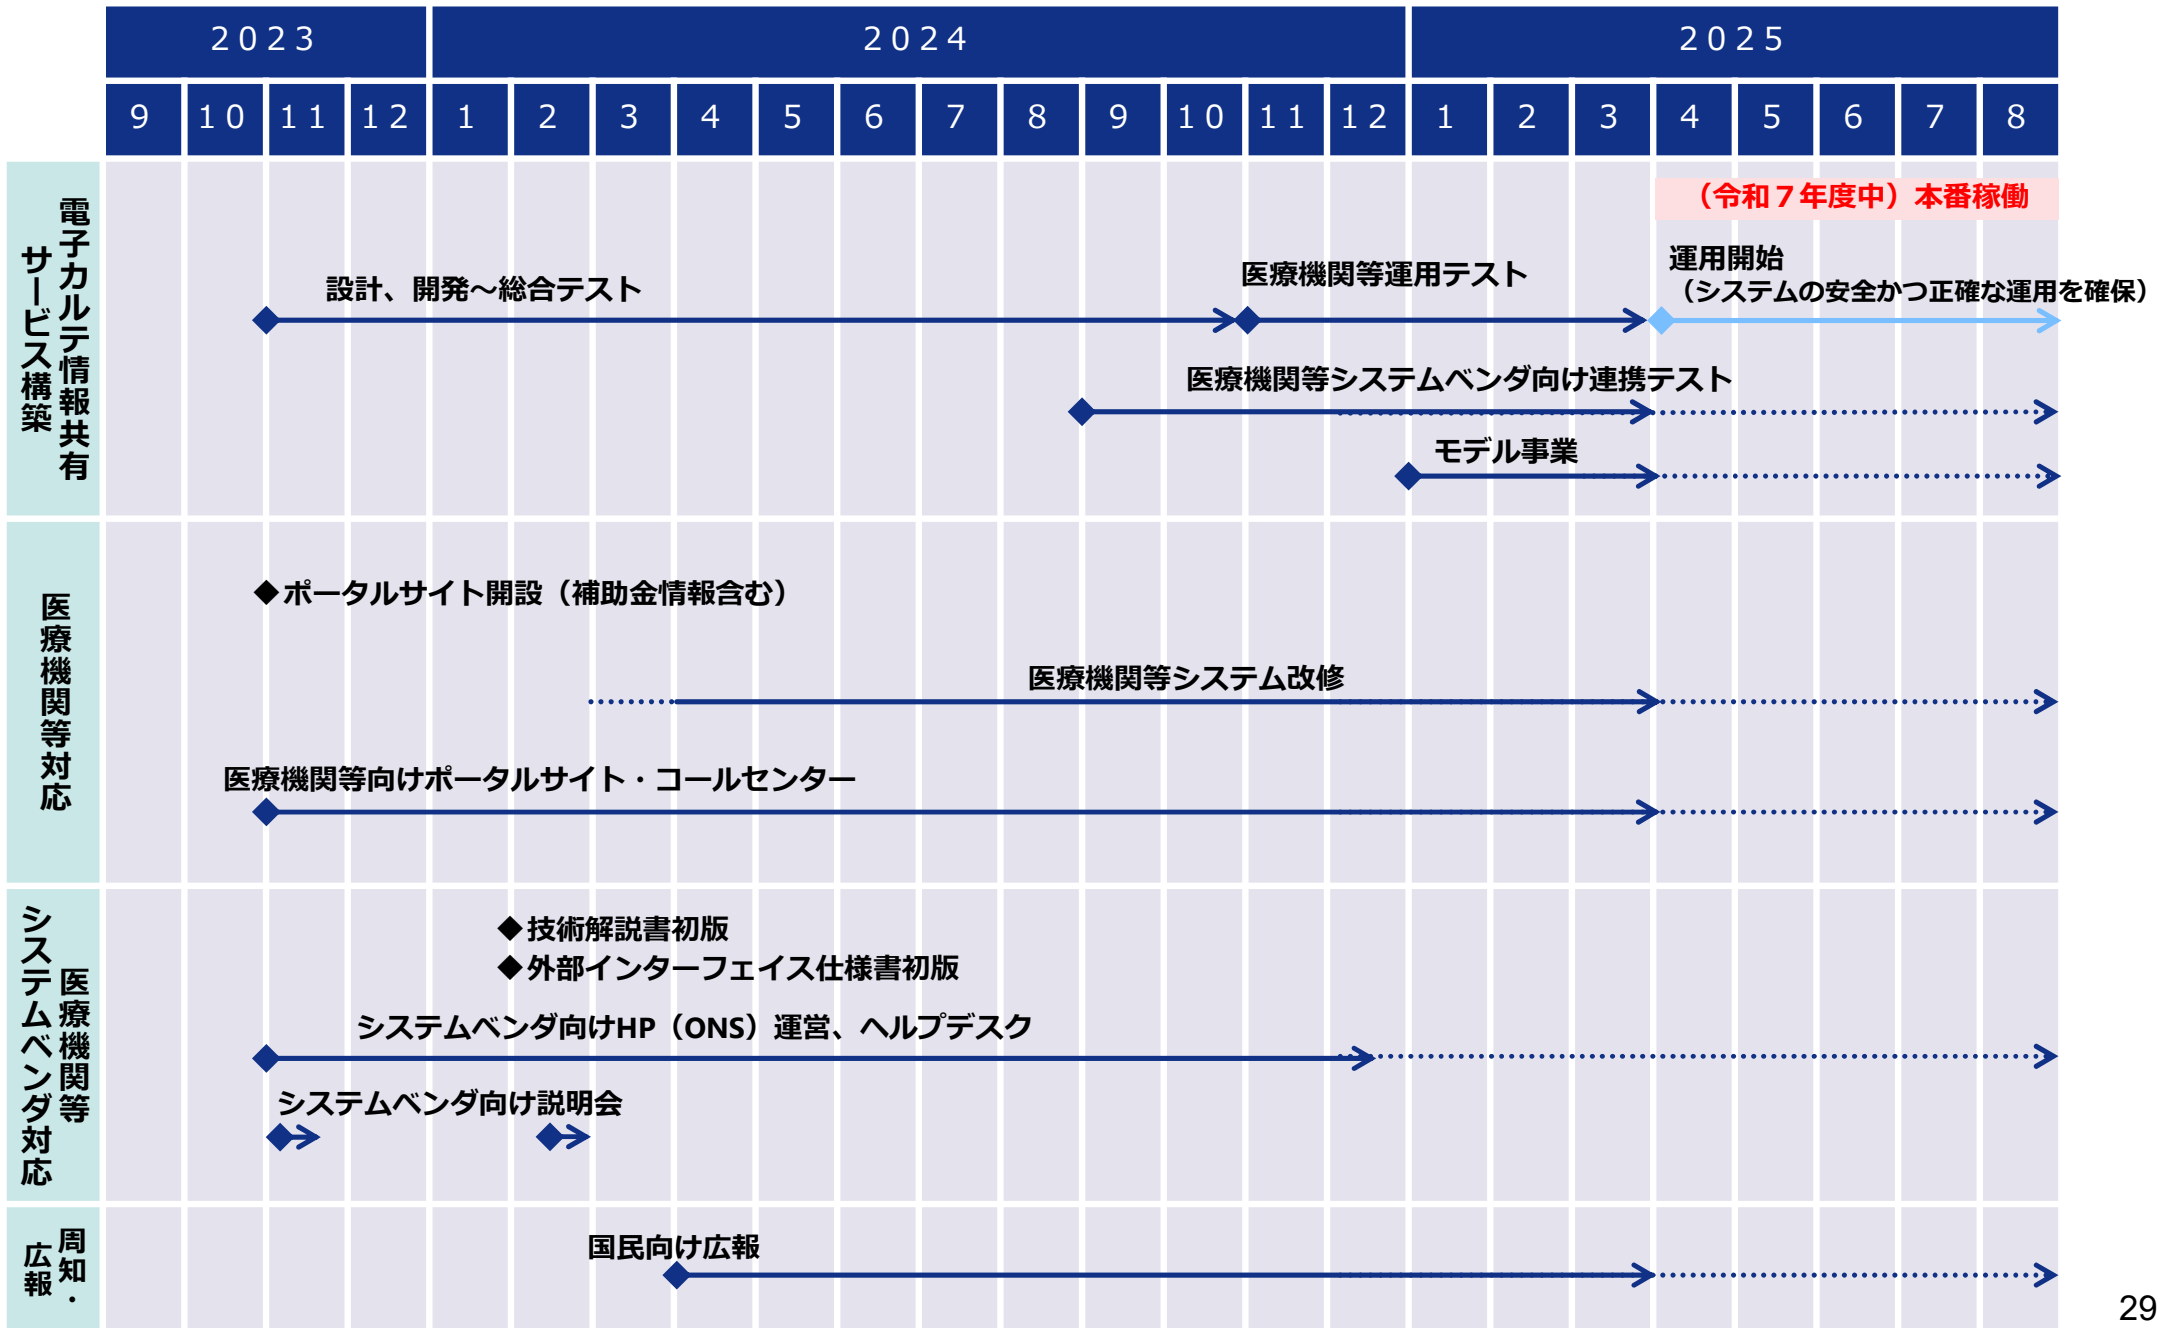 ２０２３
２０２４
２０２５
９
１０
１１
１２
１
２
３
４
５
６
７
８
９
１０
１１
１２
１
２
３
４
５
６
７
８
電子カルテ情報共有
サービス構築
（令和７年度中）本番稼働
設計、開発～総合テスト
医療機関等運用テスト
運用開始
（システムの安全かつ正確な運用を確保）
医療機関等システムベンダ向け連携テスト
モデル事業
医療機関等対応
◆ポータルサイト開設（補助金情報含む）
医療機関等システム改修
医療機関等向けポータルサイト・コールセンター
医療機関等
システムベンダ対応
◆技術解説書初版
◆外部インターフェイス仕様書初版
システムベンダ向けHP（ONS）運営、ヘルプデスク
システムベンダ向け説明会
周知・
広報
国民向け広報
29